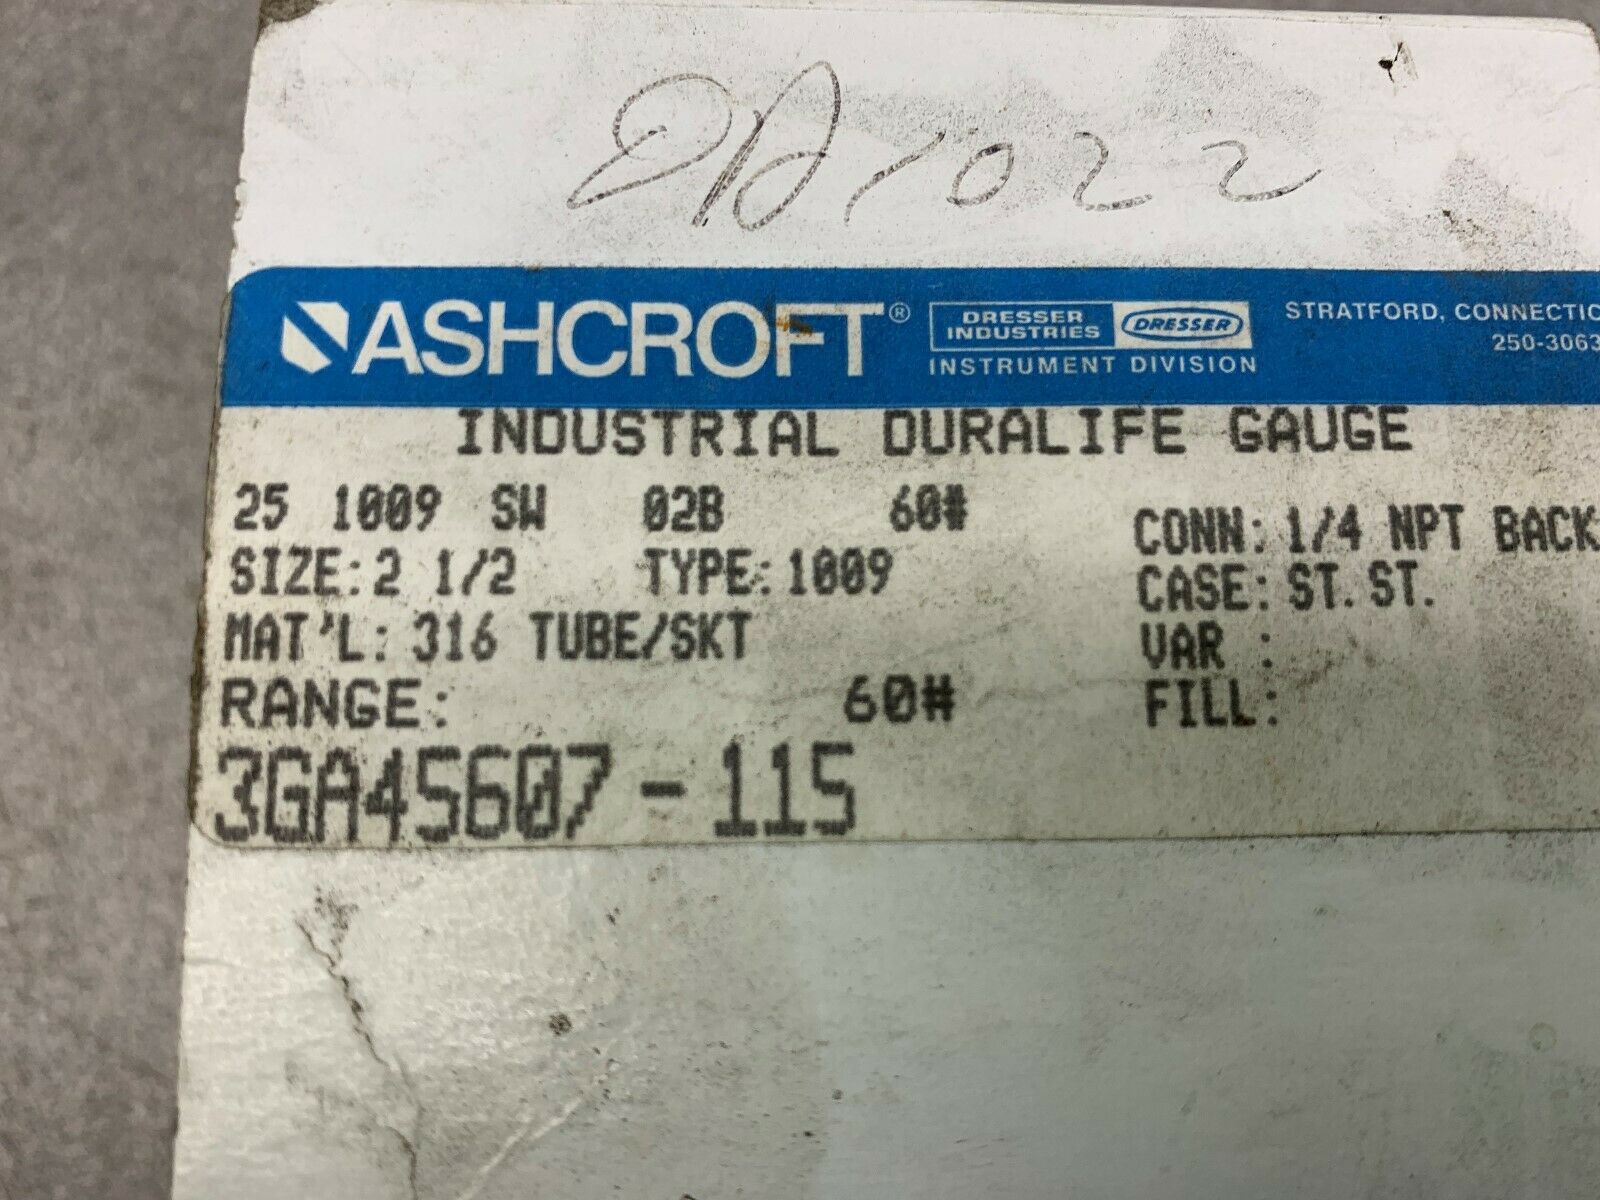 1022
ASHCROFT®
DRESSER INDUSTRIES
DRESSER
INSTRUMENT DIVISION
STRATFORD, CONNECTIC
250-3063
INDUSTRIAL DURALIFE GAUGE
25 1009 SW 02B 60#
SIZE: 2 1/2 TYPE: 1009
MAT'L: 316 TUBE/SKT
RANGE: 60#
3GA45607-115
CONN: 1/4 NPT BACK
CASE: ST. ST.
VAR :
FILL: